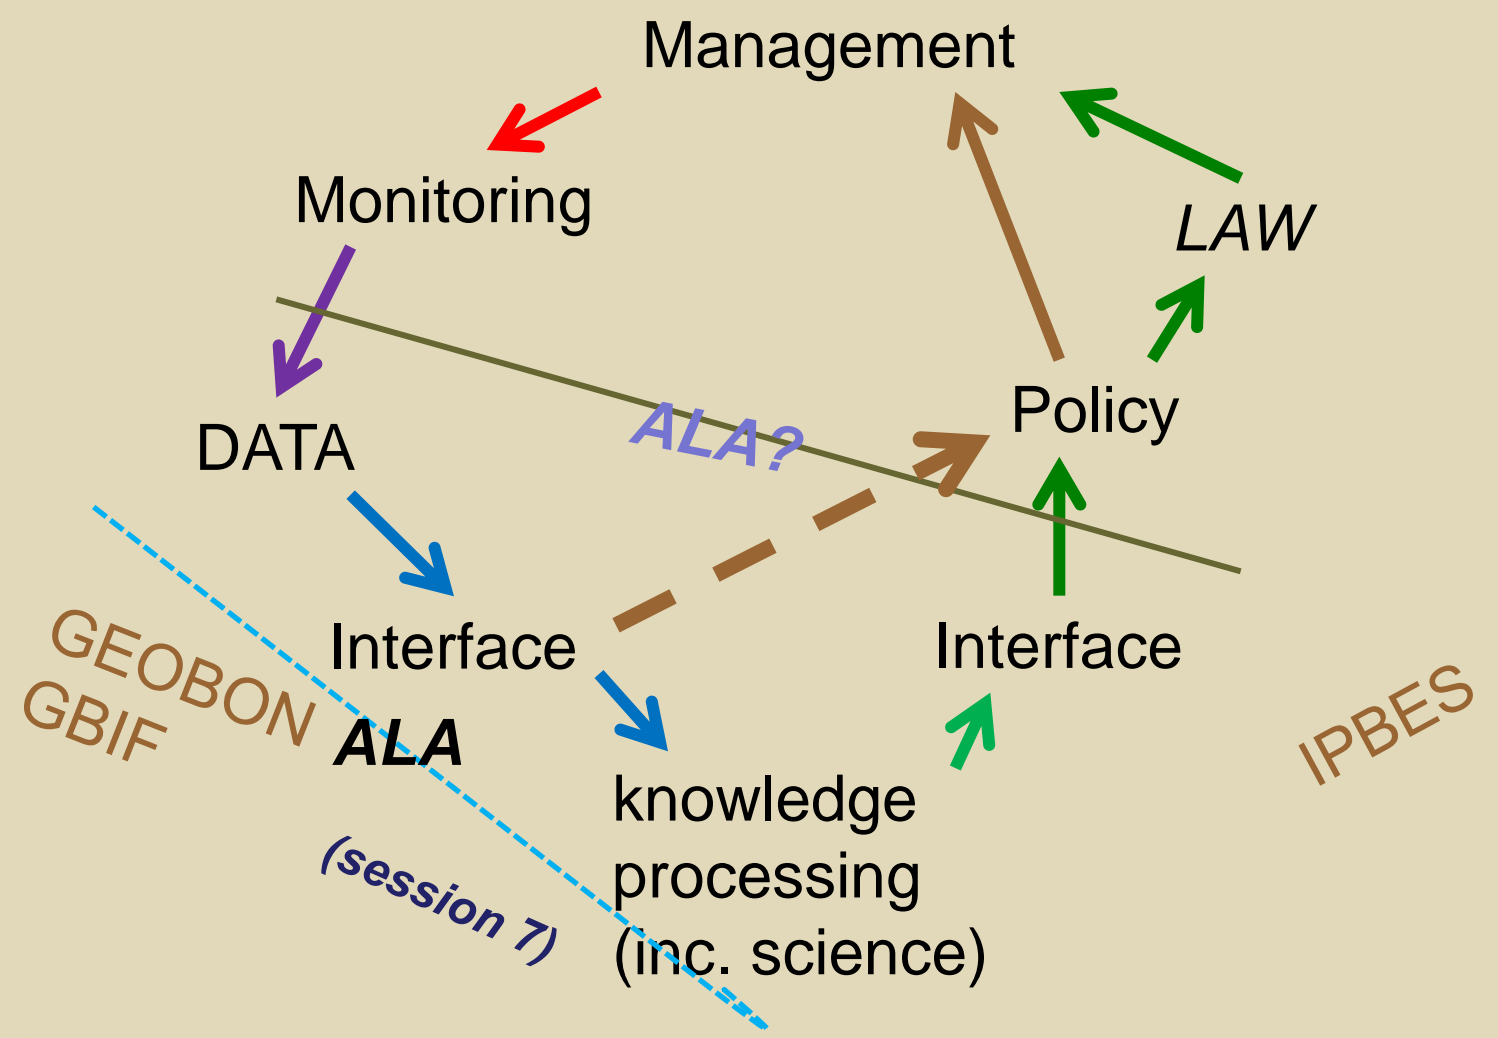 Management
Monitoring
LAW
Policy
ALA?
DATA
Interface
Interface
GEOBON
GBIF
ALA
IPBES
knowledge
processing
(inc. science)
(session 7)